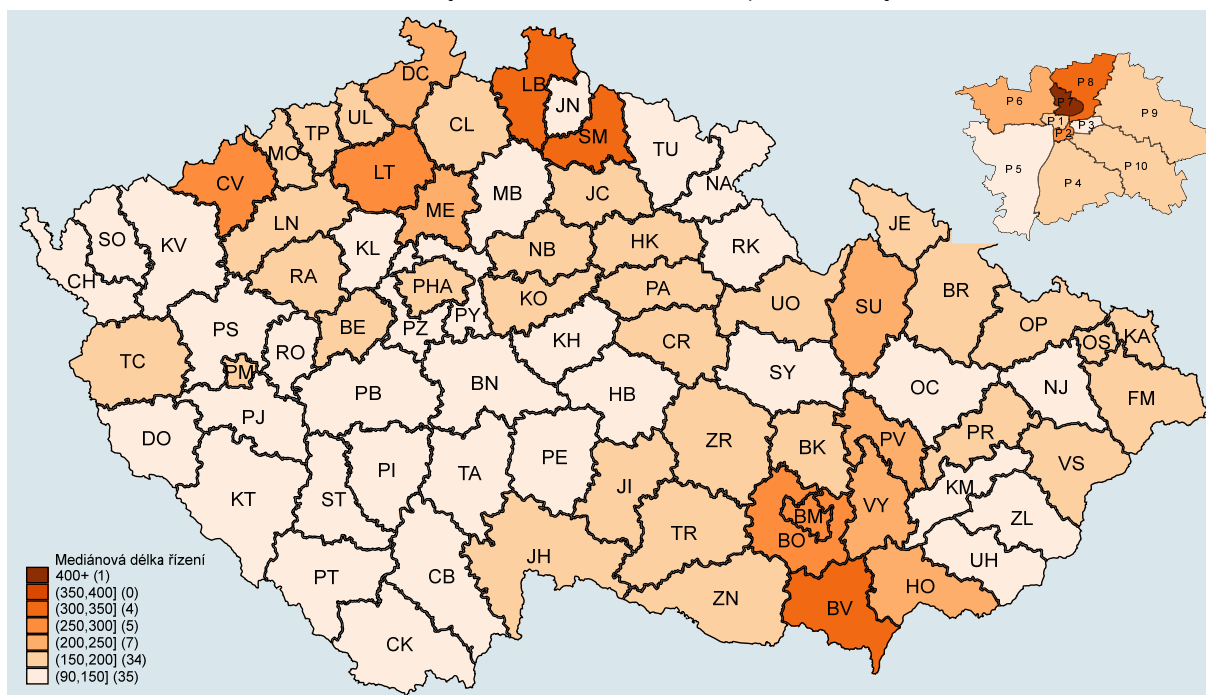 DC
LB
JN
SM
UL
CL
TP
MO
TU
CV
LT
ME
MB
JC
NA
SO
KV
LN
KL
NB
HK
RK
JE
CH
RA
PHA
KO
PA
UO
SU
BR
PS
BE
PZ
PY
OP
OS
KA
TC
PM
RO
KH
CR
SY
OC
NJ
FM
PB
BN
HB
DO
PJ
ZR
BK
PV
PR
VS
KT
ST
PI
TA
PE
JI
KM
ZL
TR
BM
BO
VY
UH
PT
CB
JH
ZN
BV
HO
CK
P 8
P 6
P 7
P 9
P 1
P 3
P 2
P 5
P 4
P 10
Mediánová délka řízení
400+ (1)
(350,400] (0)
(300,350] (4)
(250,300] (5)
(200,250] (7)
(150,200] (34)
(90,150] (35)